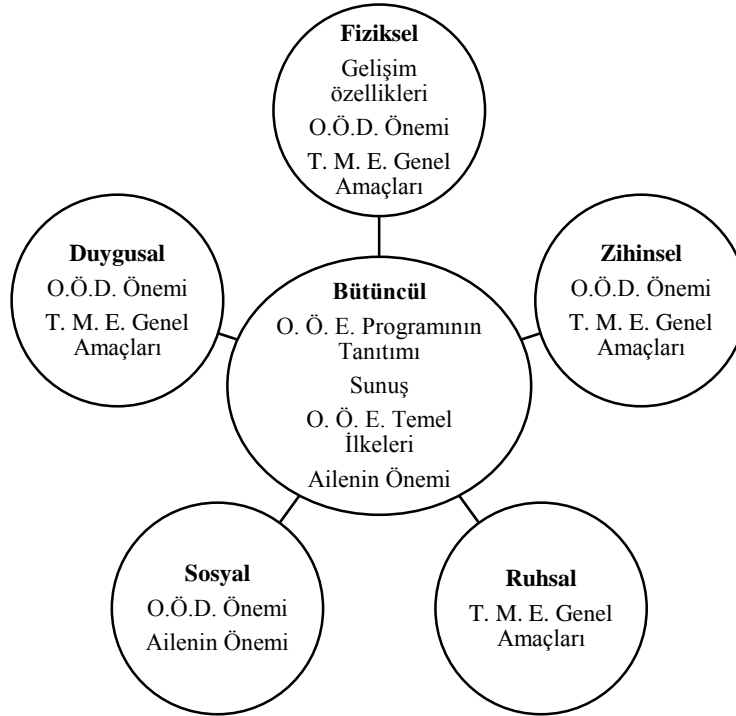 Fiziksel
Gelişim
özellikleri
O.Ö.D. Önemi
T. M. E. Genel
Amaçları
Duygusal
O.Ö.D. Önemi
T. M. E. Genel
Amaçları
Zihinsel
O.Ö.D. Önemi
T. M. E. Genel
Amaçları
Bütüncül
O. Ö. E. Programının
Tanıtımı
Sunuş
O. Ö. E. Temel
İlkeleri
Ailenin Önemi
Sosyal
O.Ö.D. Önemi
Ailenin Önemi
Ruhsal
T. M. E. Genel
Amaçları